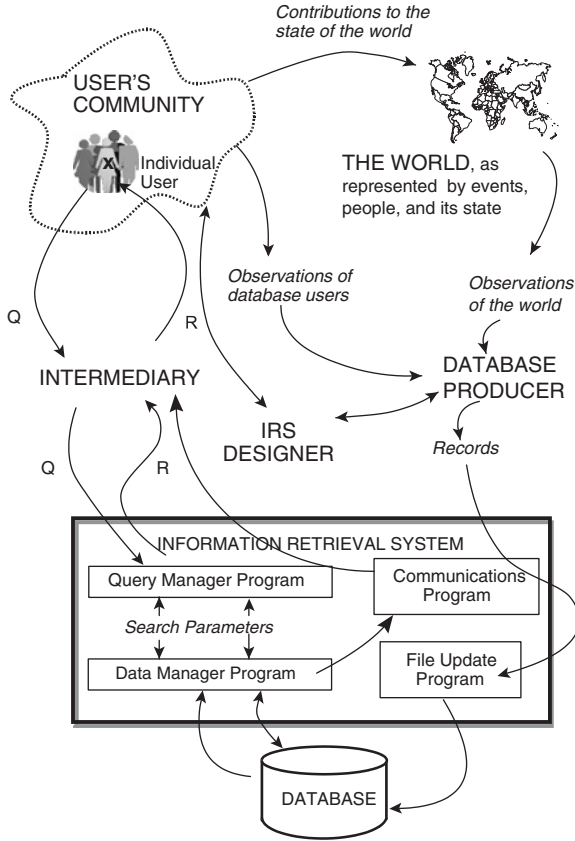 Contributions to the
state of the world
USER'S
COMMUNITY
X
Individual
User
THE WORLD, as
represented by events,
people, and its state
Observations of
database users
Observations
of the world
Q
R
INTERMEDIARY
DATABASE
PRODUCER
IRS
DESIGNER
Records
Q
R
INFORMATION RETRIEVAL SYSTEM
Query Manager Program
Communications
Program
Search Parameters
Data Manager Program
File Update
Program
DATABASE